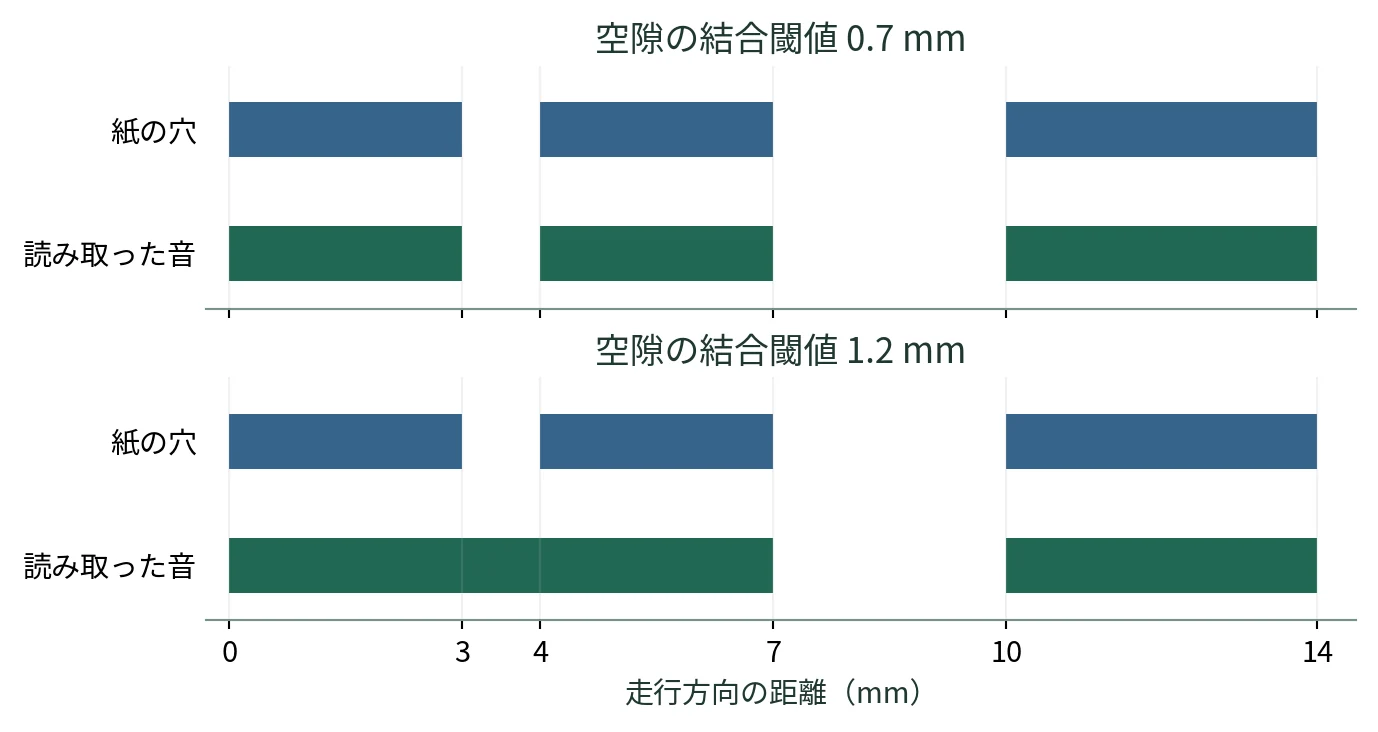 空隙の結合閾値 0.7 mm
紙の穴
読み取った音
空隙の結合閾値 1.2 mm
紙の穴
読み取った音
0 3 4 7 10 14
走行方向の距離（mm）